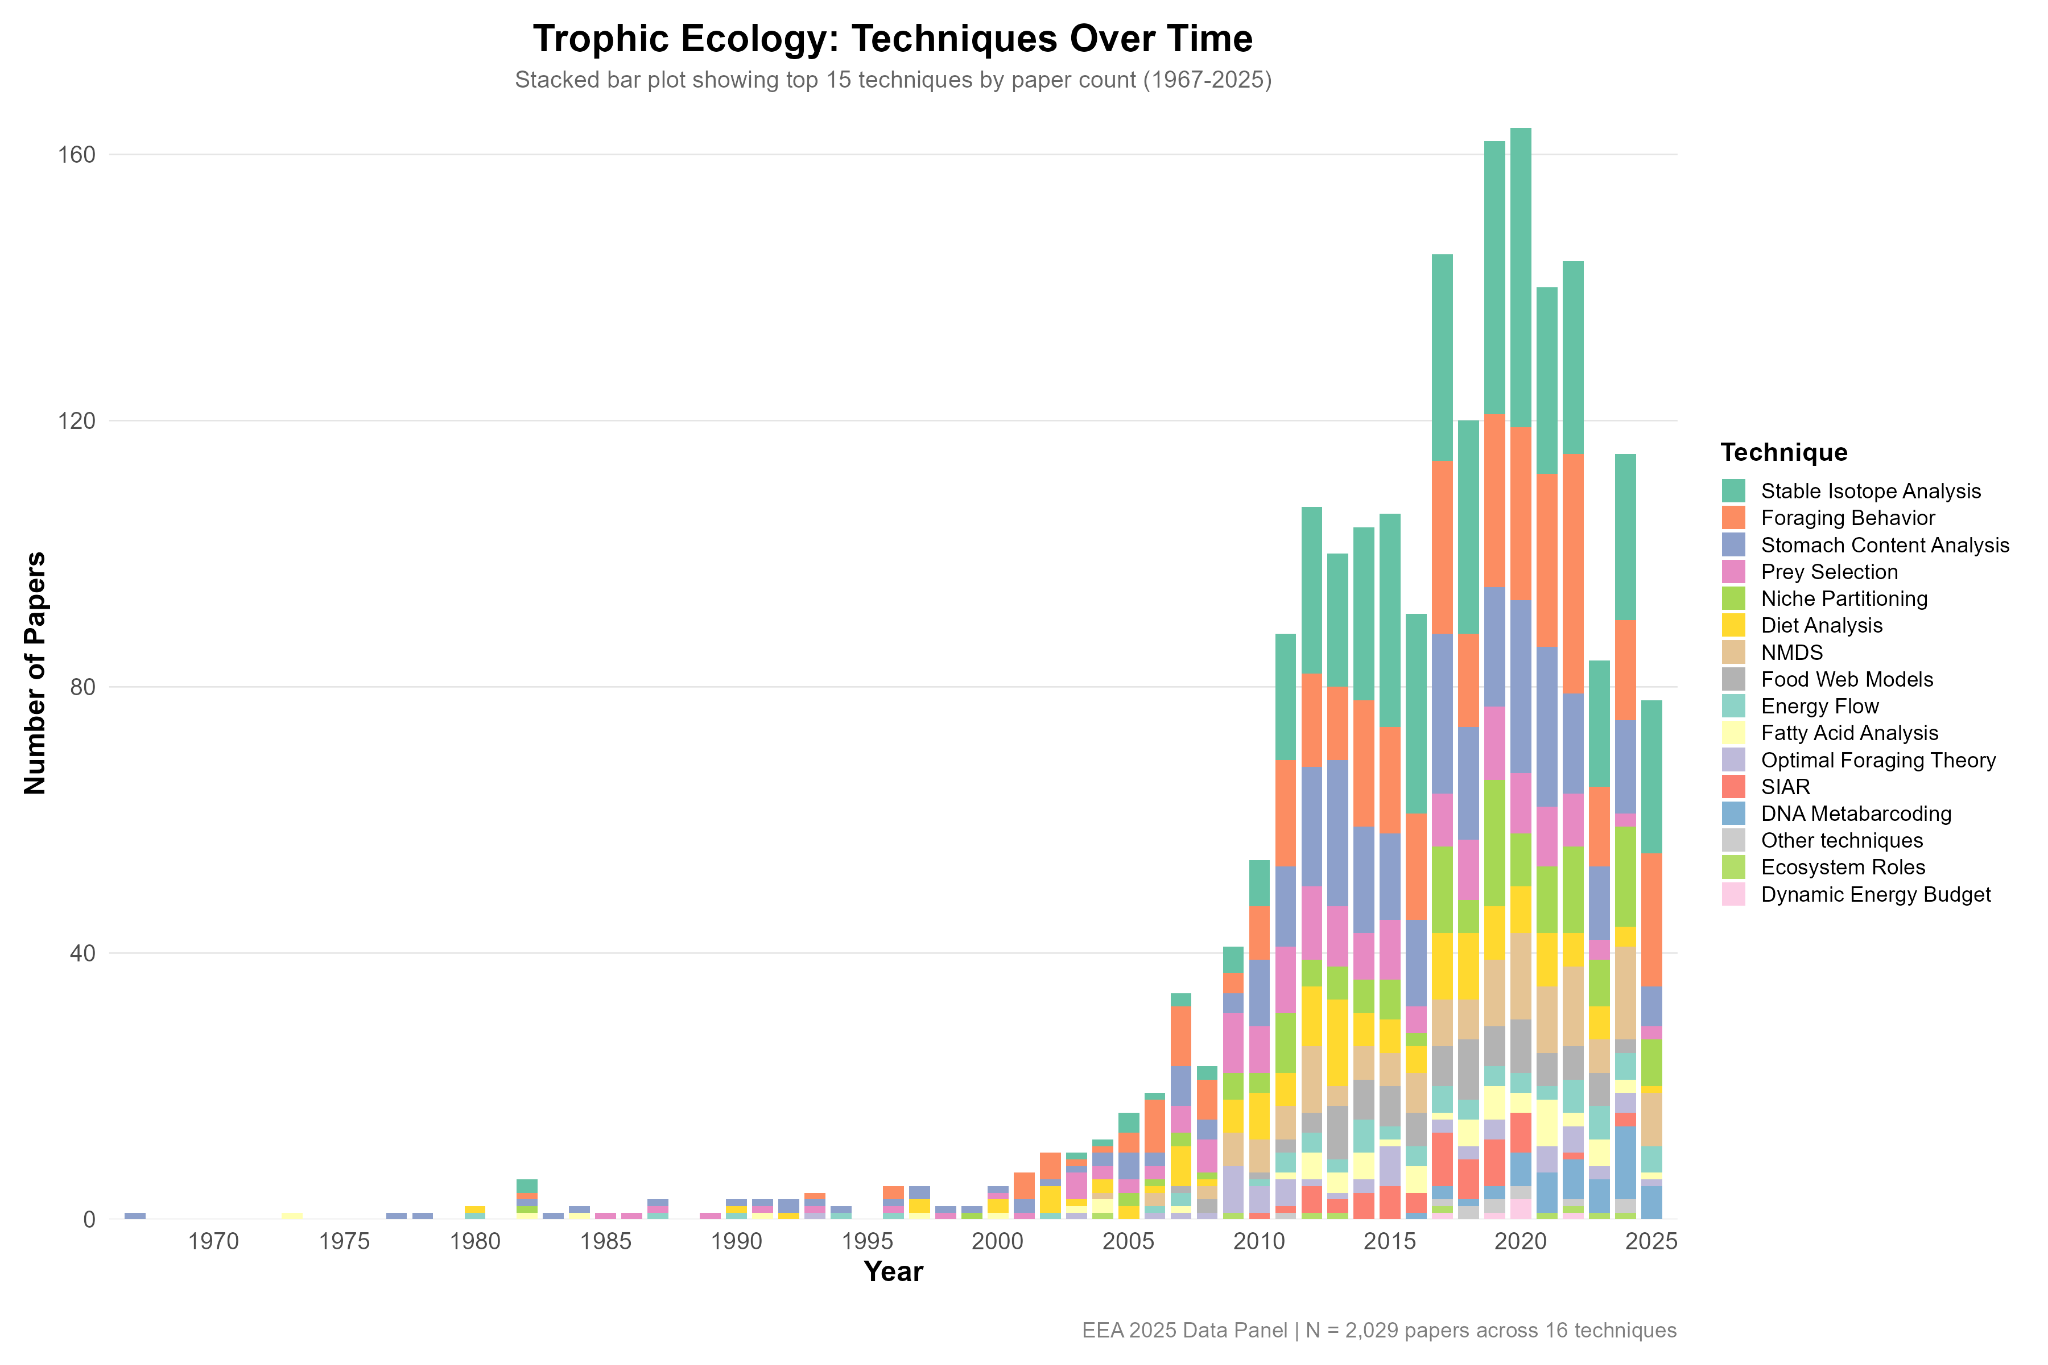 Trophic Ecology: Techniques Over Time
Stacked bar plot showing top 15 techniques by paper count (1967-2025)
Number of Papers
160
120
80
40
0
1970
1975
1980
1985
1990
1995
2000
2005
2010
2015
2020
2025
Year
Technique
Stable Isotope Analysis
Foraging Behavior
Stomach Content Analysis
Prey Selection
Niche Partitioning
Diet Analysis
NMDS
Food Web Models
Energy Flow
Fatty Acid Analysis
Optimal Foraging Theory
SIAR
DNA Metabarcoding
Other techniques
Ecosystem Roles
Dynamic Energy Budget
EEA 2025 Data Panel | N = 2,029 papers across 16 techniques